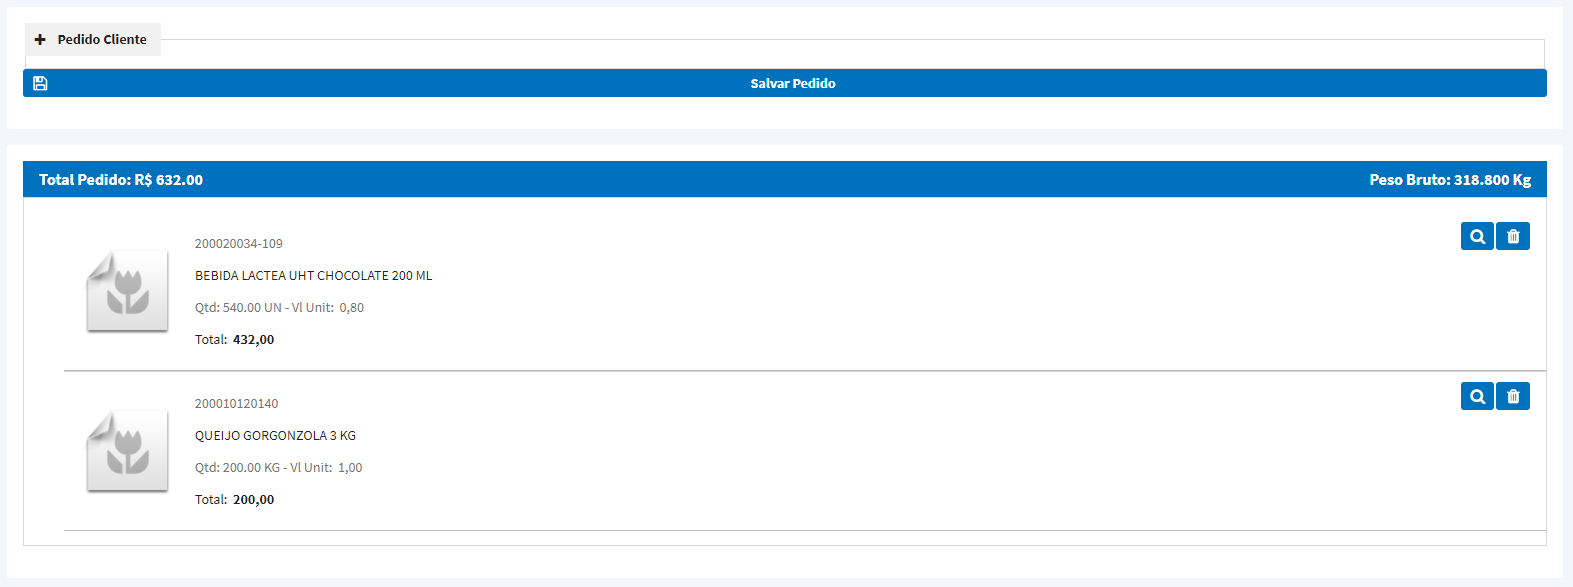 Pedido Cliente
Salvar Pedido
Total Pedido: R$ 632.00 Peso Bruto: 318.800 Kg
200020034-109
BEBIDA LACTEA UHT CHOCOLATE 200 ML
Qtd: 540.00 UN - Vl Unit: 0,80
Total: 432,00
200010120140
QUEIJO GORGONZOLA 3 KG
Qtd: 200.00 KG - Vl Unit: 1,00
Total: 200,00